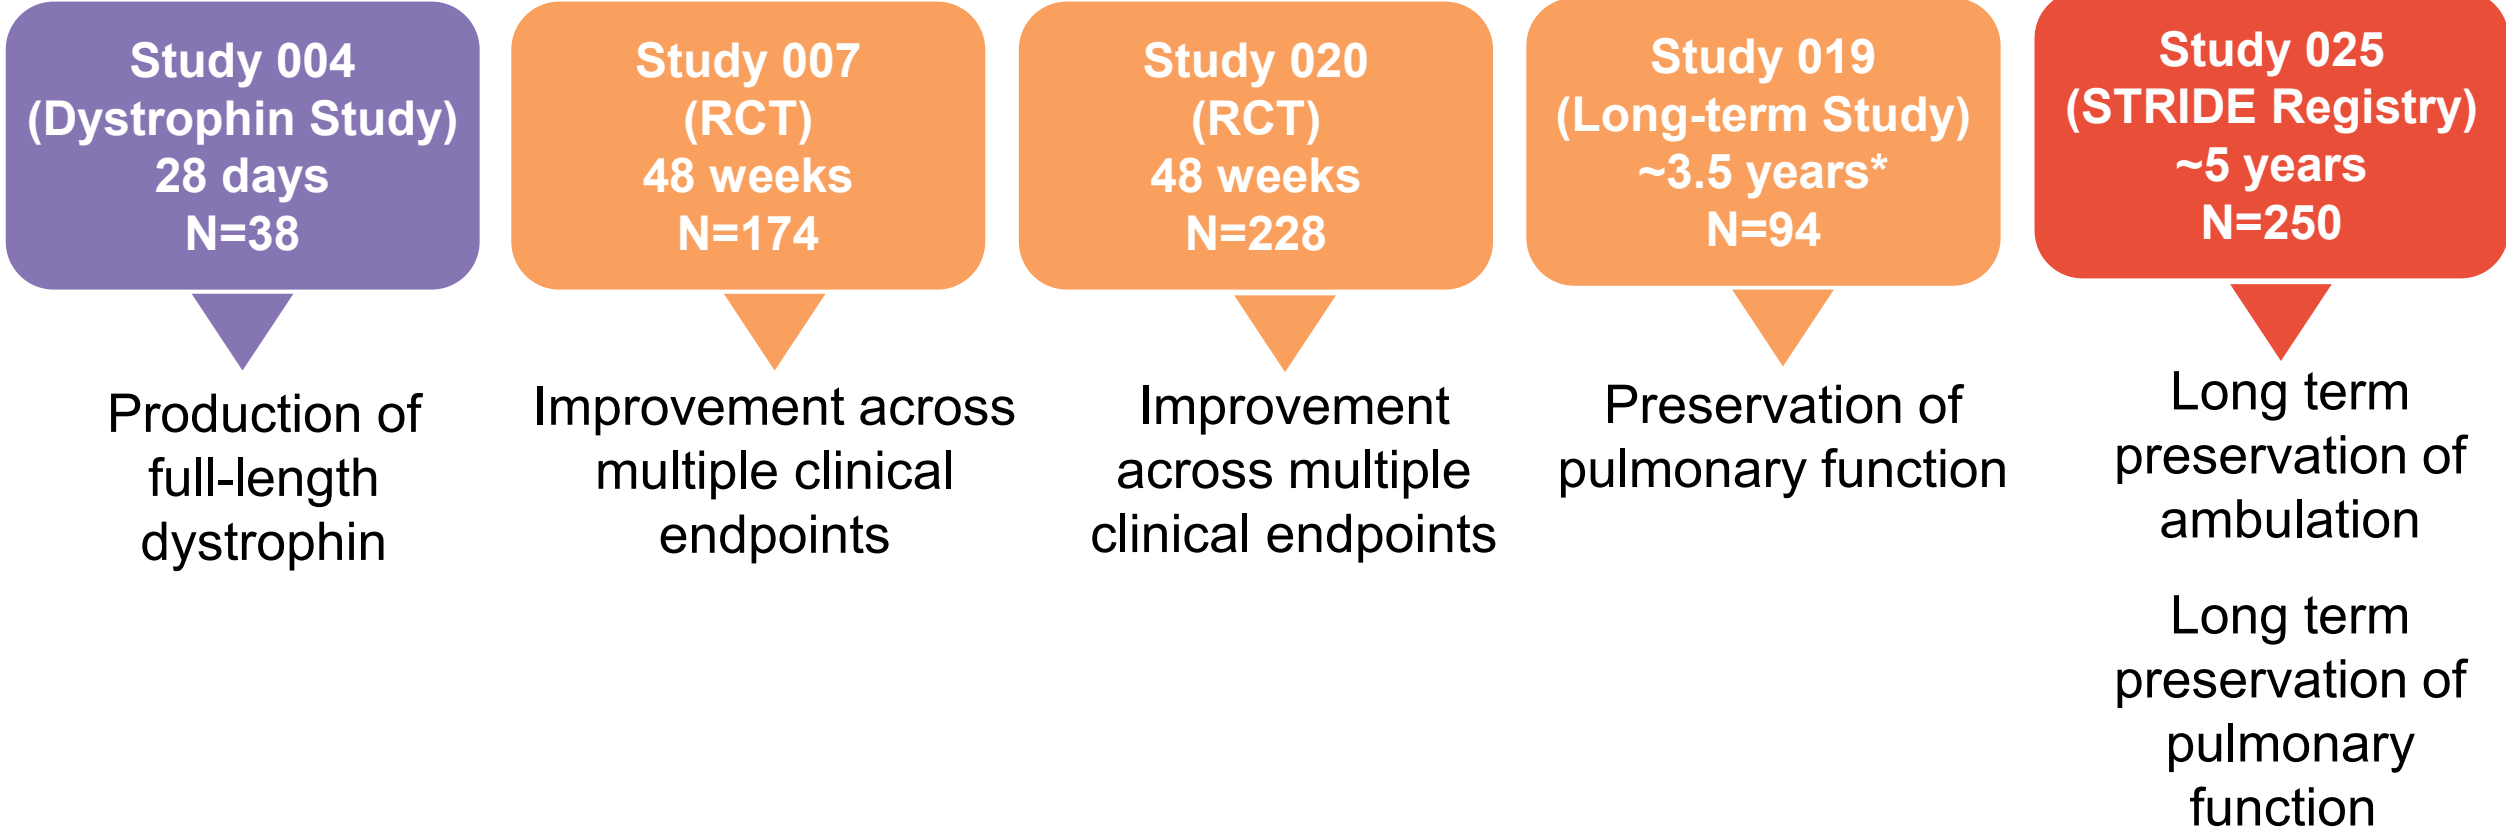 Study 004
(Dystrophin Study)
28 days
N=38
Study 007
(RCT)
48 weeks
N=174
Study 020
(RCT)
48 weeks
N=228
Study 019
(Long-term Study)
~3.5 years*
N=94
Study 025
(STRIDE Registry)
~5 years
N=250
Production of
full-length
dystrophin
Improvement across
multiple clinical
endpoints
Improvement
across multiple
clinical endpoints
Preservation of
pulmonary function
Long term
preservation of
ambulation
Long term
preservation of
pulmonary
function